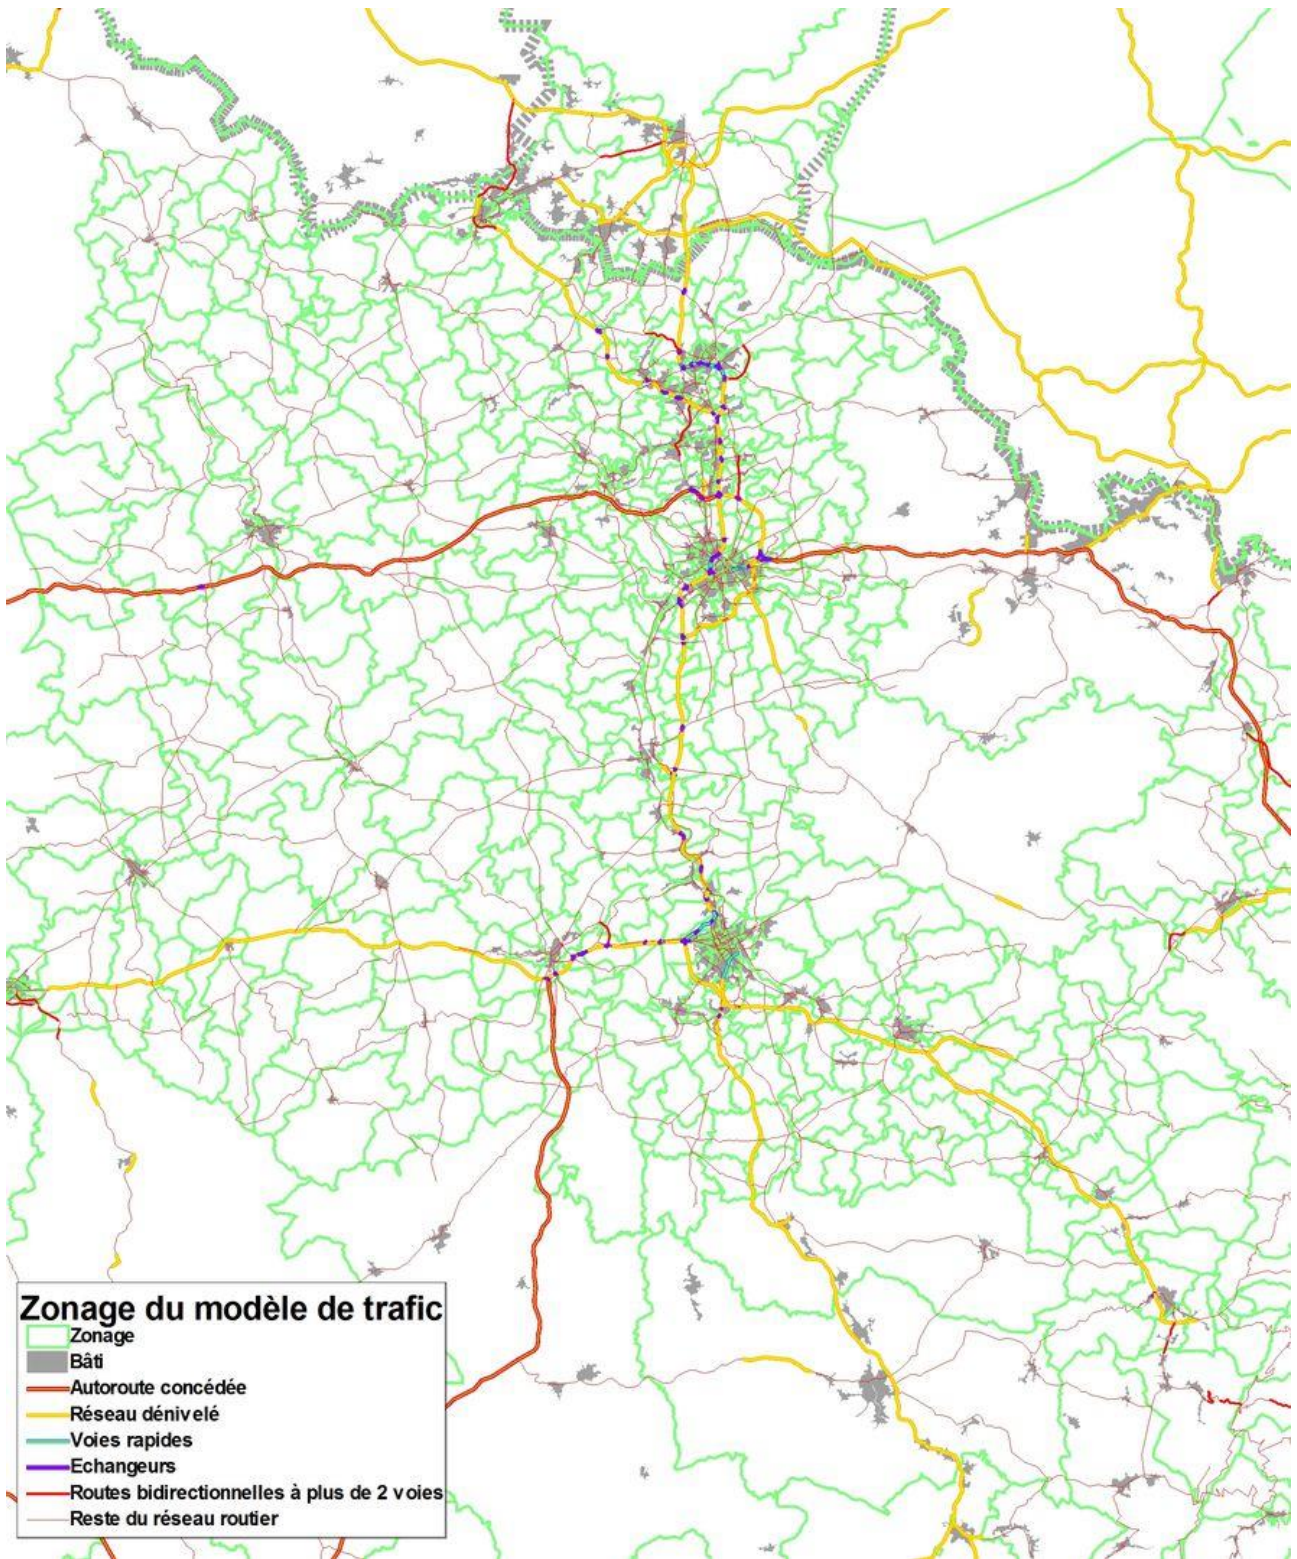 Zonage du modèle de trafic
Zonage
Bâti
Autoroute concédée
Réseau dénivelé
Voies rapides
Echangeurs
Routes bidirectionnelles à plus de 2 voies
Reste du réseau routier